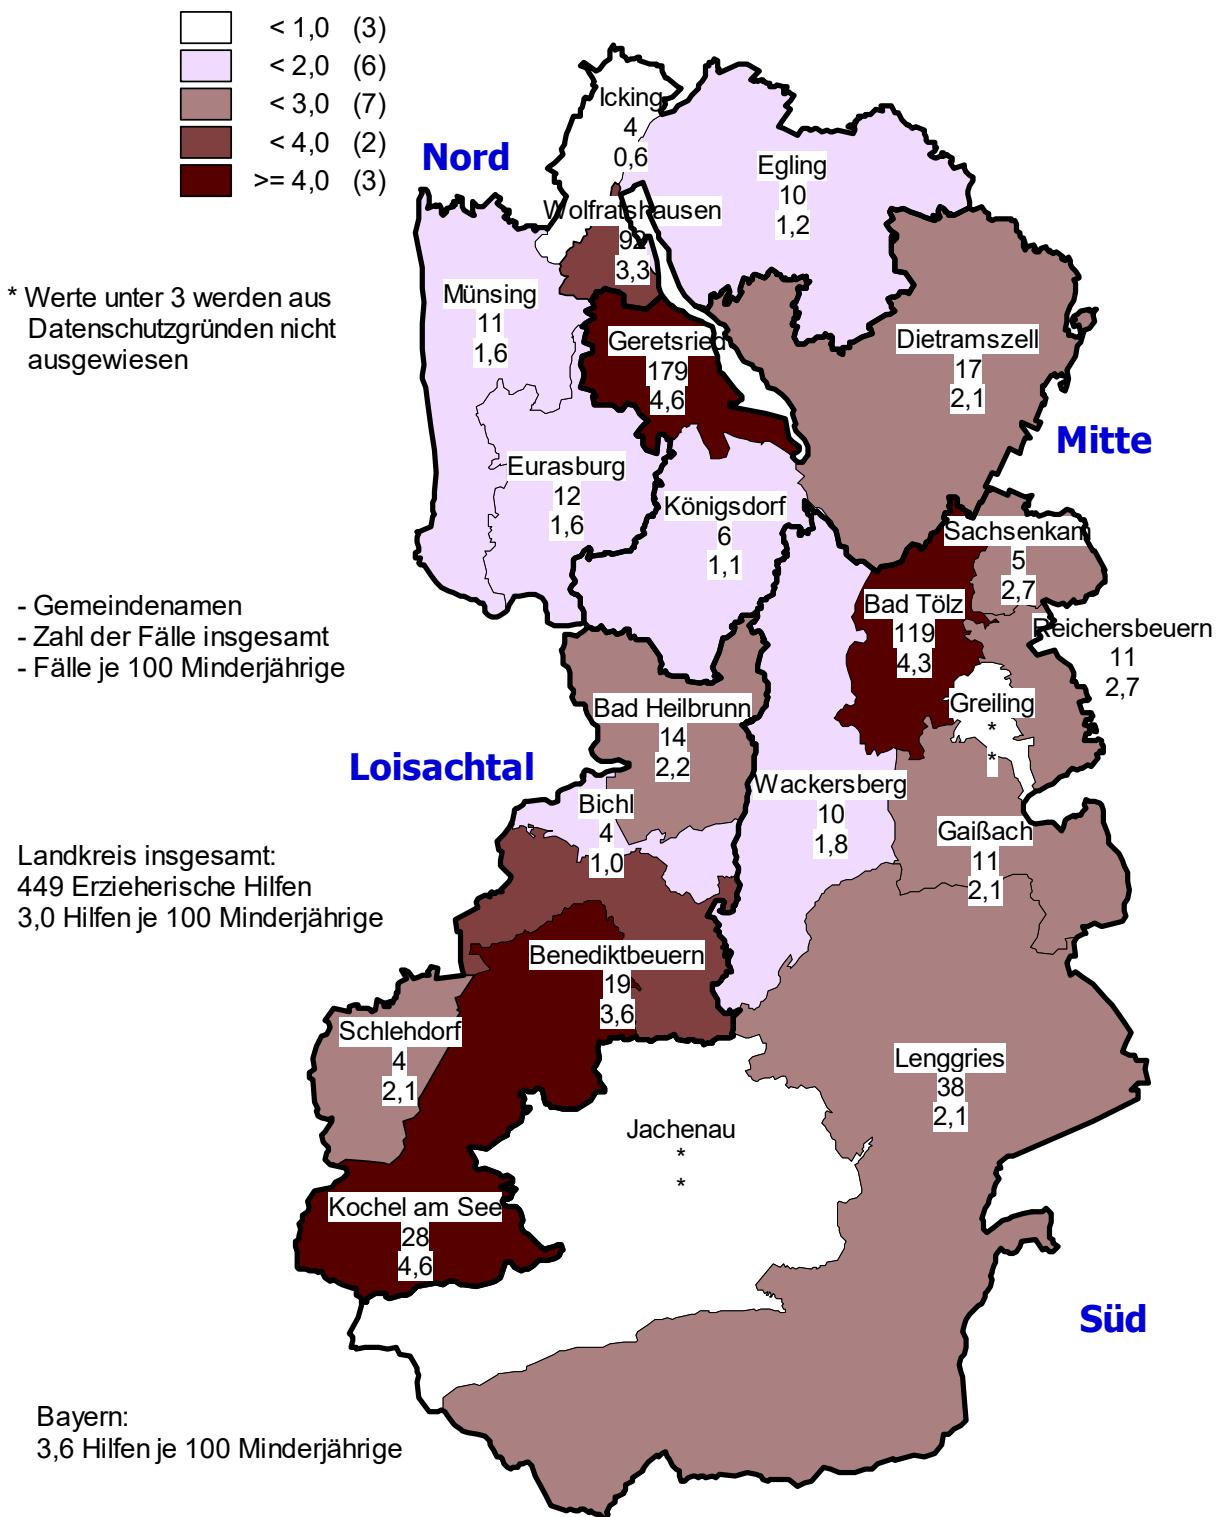 < 1,0 (3)
< 2,0 (6)
< 3,0 (7)
< 4,0 (2)
>= 4,0 (3)
Nord
Icking
4
0,6
Egling
10
1,2
Wolfratshausen
92
3,3
* Werte unter 3 werden aus
Datenschutzgründen nicht
ausgewiesen
Münsing
11
1,6
Geretsried
179
4,6
Dietramszell
17
2,1
Mitte
Eurasburg
12
1,6
Königsdorf
6
1,1
Sachsenkam
5
2,7
- Gemeindenamen
- Zahl der Fälle insgesamt
- Fälle je 100 Minderjährige
Bad Tölz
119
4,3
Reichersbeuern
11
2,7
Greiling
*
*
Bad Heilbrunn
14
2,2
Loisachtal
Wackersberg
10
1,8
Bichl
4
1,0
Gaißach
11
2,1
Landkreis insgesamt:
449 Erzieherische Hilfen
3,0 Hilfen je 100 Minderjährige
Benediktbeuern
19
3,6
Schlehdorf
4
2,1
Lenggries
38
2,1
Jachenau
*
*
Kochel am See
28
4,6
Süd
Bayern:
3,6 Hilfen je 100 Minderjährige